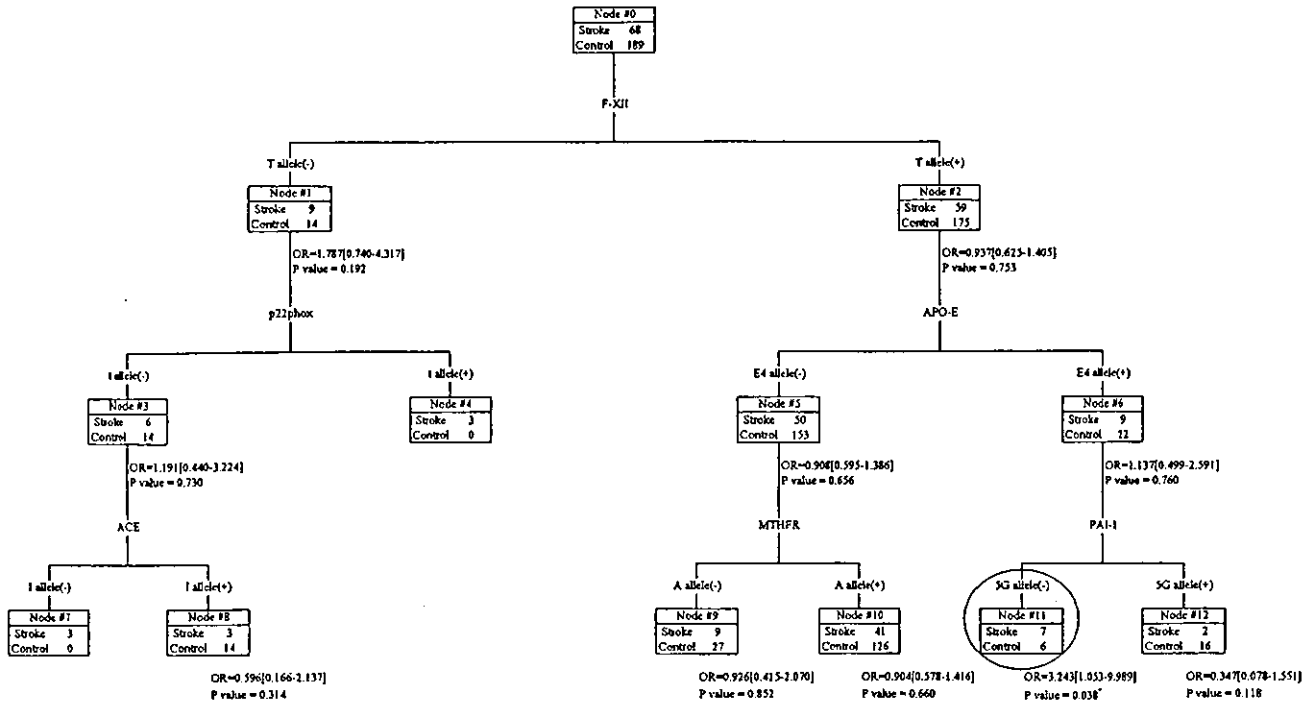 Node #0
Stroke 68
Control 189
F-XII
T allele(-)
T allele(+)
Node #1
Stroke 9
Control 14
Node #2
Stroke 59
Control 175
OR=1.787[0.740-4.317]
P value = 0.192
OR=0.937[0.625-1.405]
P value = 0.753
p22phox
APO-E
t allele(-)
t allele(+)
E4 allele(-)
E4 allele(+)
Node #3
Stroke 6
Control 14
Node #4
Stroke 3
Control 0
Node #5
Stroke 50
Control 153
Node #6
Stroke 9
Control 22
OR=1.191[0.440-3.224]
P value = 0.730
OR=0.908[0.595-1.386]
P value = 0.656
OR=1.137[0.499-2.591]
P value = 0.760
ACE
MTHFR
PAI-1
I allele(-)
I allele(+)
A allele(-)
A allele(+)
5G allele(-)
5G allele(+)
Node #7
Stroke 3
Control 0
Node #8
Stroke 3
Control 14
Node #9
Stroke 9
Control 27
Node #10
Stroke 41
Control 126
Node #11
Stroke 7
Control 6
Node #12
Stroke 2
Control 16
OR=0.596[0.166-2.137]
P value = 0.314
OR=0.926[0.415-2.070]
P value = 0.852
OR=0.904[0.578-1.416]
P value = 0.660
OR=3.243[1.053-9.989]
P value = 0.038*
OR=0.347[0.078-1.551]
P value = 0.118